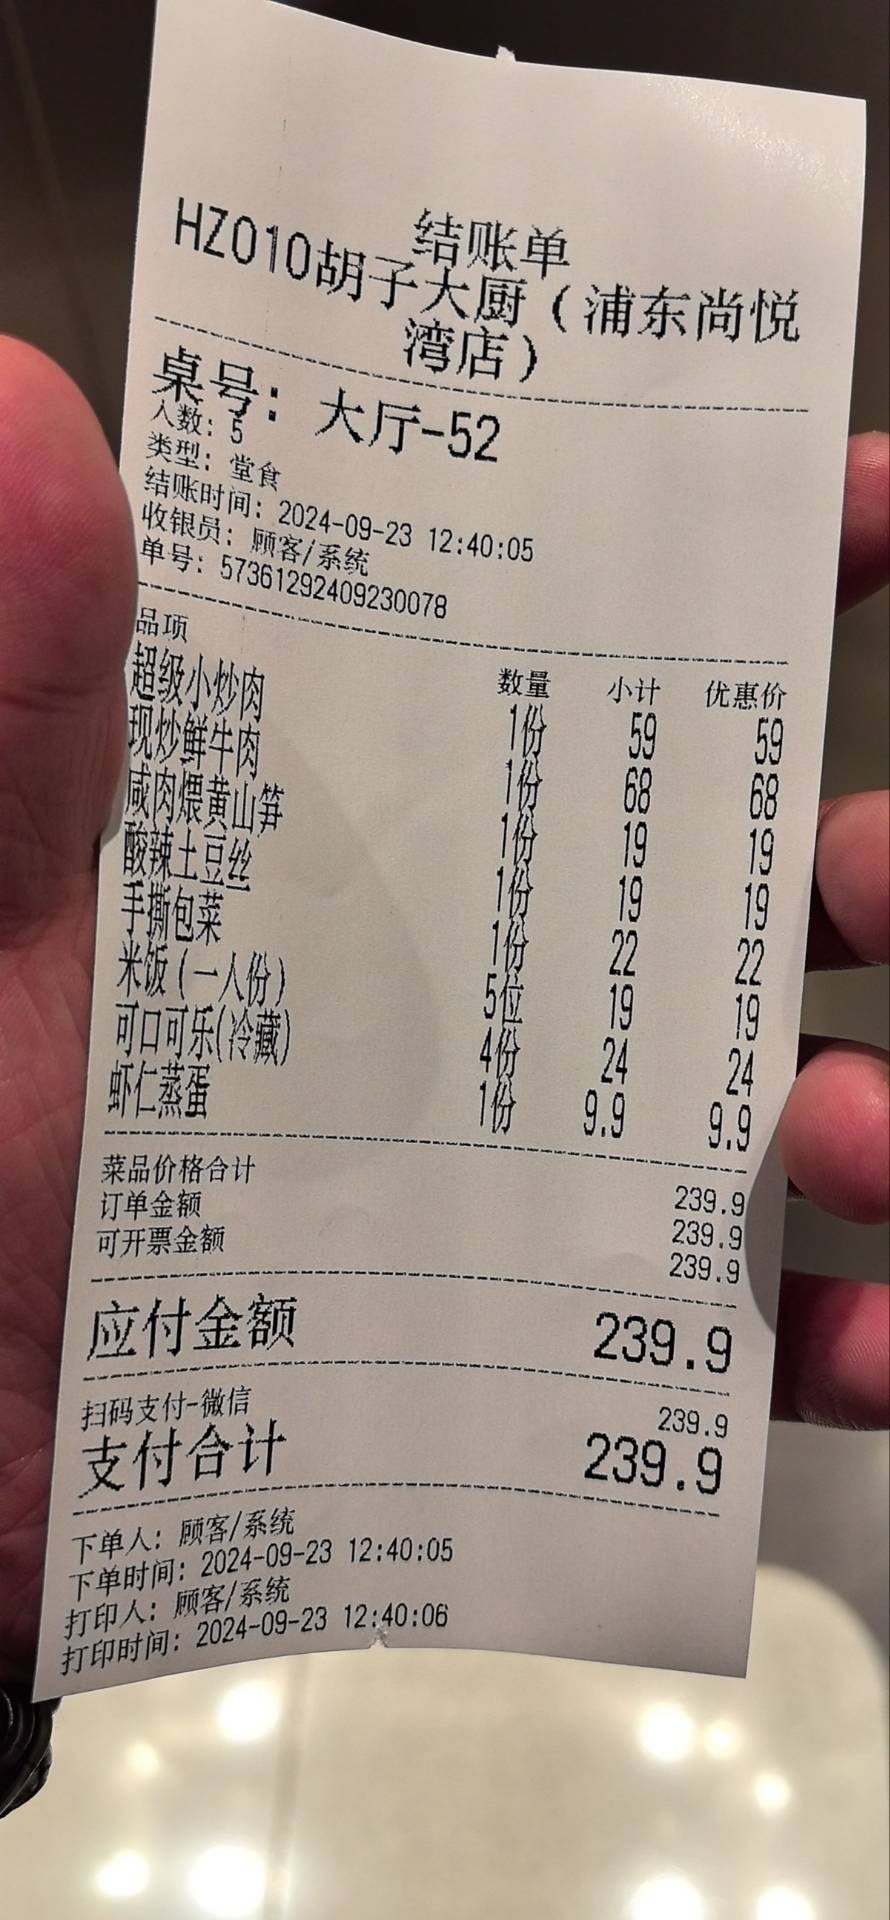 结账单
HZ010胡子大厨（浦东尚悦
湾店）
桌号：大厅-52
人数：5
类型：堂食
结账时间：2024-09-23 12:40:05
收银员：顾客/系统
单号：57361292409230078
品项 数量 小计 优惠价
超级小炒肉 1份 59 59
现炒鲜牛肉 1份 68 68
咸肉煨黄山笋 1份 19 19
酸辣土豆丝 1份 19 19
手撕包菜 1份 22 22
米饭(一人份) 5位 19 19
可口可乐(冷藏) 4份 24 24
虾仁蒸蛋 1份 9.9 9.9
菜品价格合计 239.9
订单金额 239.9
可开票金额 239.9
应付金额 239.9
扫码支付-微信 239.9
支付合计 239.9
下单人：顾客/系统
下单时间：2024-09-23 12:40:05
打印人：顾客/系统
打印时间：2024-09-23 12:40:06